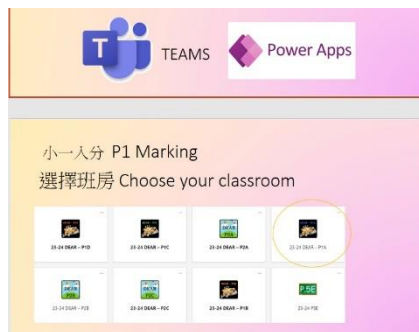 T
TEAMS
Power Apps
小一入分 P1 Marking
選擇班房 Choose your classroom
23-24 DEAR – P1D
23-24 DEAR – P1C
23-24 DEAR – P2A
23-24 DEAR – P1A
23-24 DEAR – P2B
23-24 DEAR – P2C
23-24 DEAR – P1B
P.5E
23-24 P5E